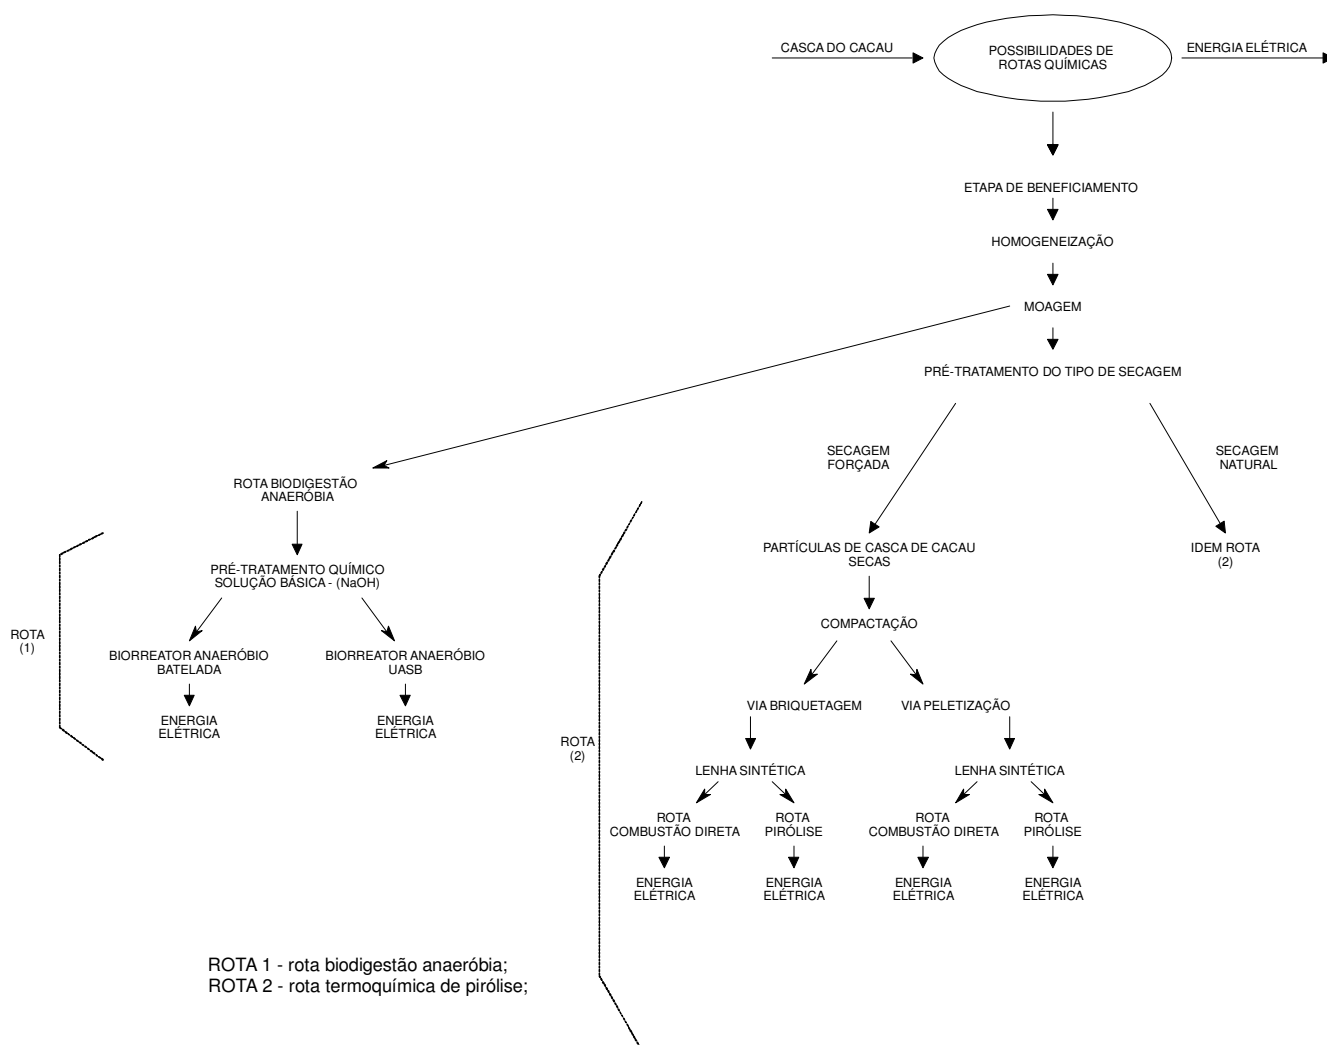 CASCA DO CACAU
POSSIBILIDADES DE
ROTAS QUÍMICAS
ENERGIA ELÉTRICA
ETAPA DE BENEFICIAMENTO
HOMOGENEIZAÇÃO
MOAGEM
PRÉ-TRATAMENTO DO TIPO DE SECAGEM
SECAGEM
FORÇADA
SECAGEM
NATURAL
ROTA BIODIGESTÃO
ANAERÓBIA
PRÉ-TRATAMENTO QUÍMICO
SOLUÇÃO BÁSICA - (NaOH)
ROTA
(1)
BIORREATOR ANAERÓBIO
BATELADA
BIORREATOR ANAERÓBIO
UASB
ENERGIA
ELÉTRICA
ENERGIA
ELÉTRICA
PARTÍCULAS DE CASCA DE CACAU
SECAS
IDEM ROTA
(2)
COMPACTAÇÃO
VIA BRIQUETAGEM
VIA PELETIZAÇÃO
ROTA
(2)
LENHA SINTÉTICA
LENHA SINTÉTICA
ROTA
COMBUSTÃO DIRETA
ROTA
PIRÓLISE
ROTA
COMBUSTÃO DIRETA
ROTA
PIRÓLISE
ENERGIA
ELÉTRICA
ENERGIA
ELÉTRICA
ENERGIA
ELÉTRICA
ENERGIA
ELÉTRICA
ROTA 1 - rota biodigestão anaeróbia;
ROTA 2 - rota termoquímica de pirólise;